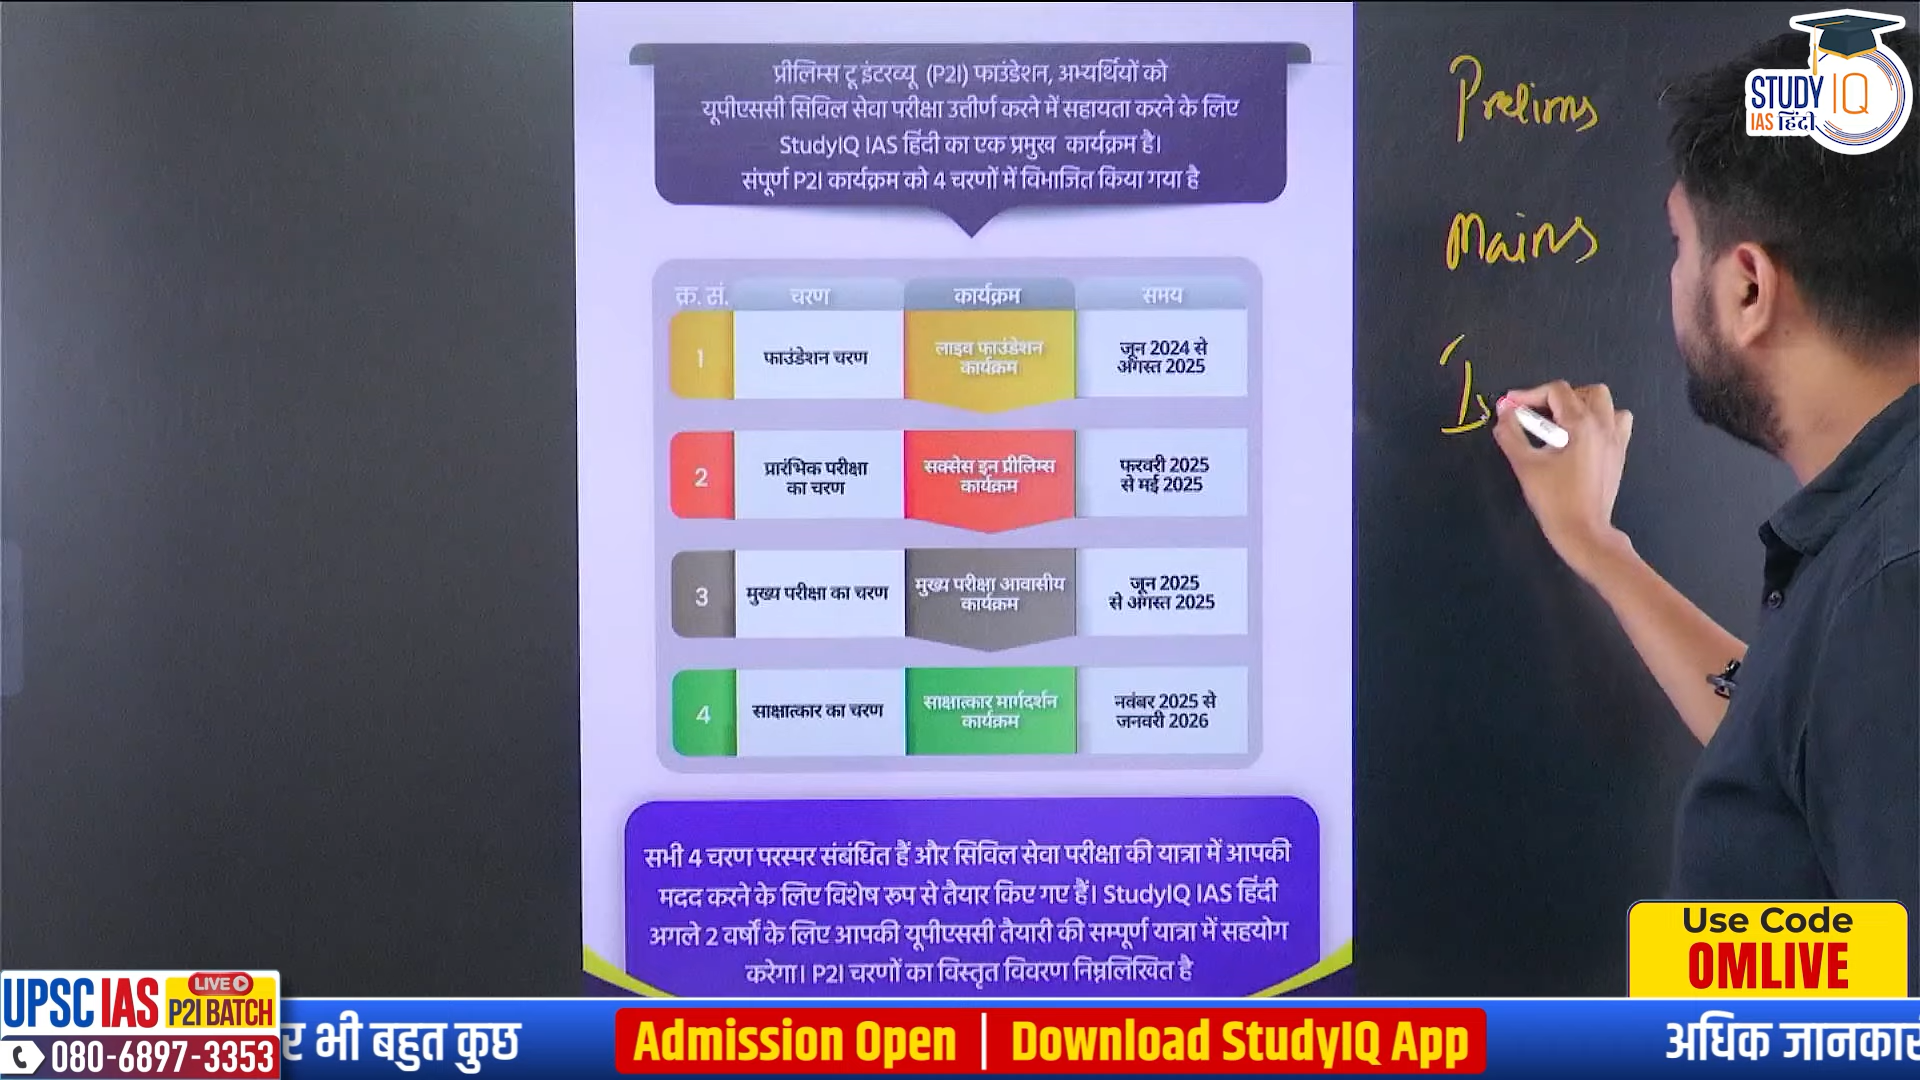 प्रीलिम्स टू इंटरव्यू (P2I) फाउंडेशन, अभ्यर्थियों को
यूपीएससी सिविल सेवा परीक्षा उत्तीर्ण करने में सहायता करने के लिए
StudyIQ IAS हिंदी का एक प्रमुख कार्यक्रम है।
संपूर्ण P2I कार्यक्रम को 4 चरणों में विभाजित किया गया है
क्र. सं. चरण कार्यक्रम समय
1 फाउंडेशन चरण लाइव फाउंडेशन कार्यक्रम जून 2024 से अगस्त 2025
2 प्रारंभिक परीक्षा का चरण सक्सेस इन प्रीलिम्स कार्यक्रम फरवरी 2025 से मई 2025
3 मुख्य परीक्षा का चरण मुख्य परीक्षा आवासीय कार्यक्रम जून 2025 से अगस्त 2025
4 साक्षात्कार का चरण साक्षात्कार मार्गदर्शन कार्यक्रम नवंबर 2025 से जनवरी 2026
सभी 4 चरण परस्पर संबंधित हैं और सिविल सेवा परीक्षा की यात्रा में आपकी
मदद करने के लिए विशेष रूप से तैयार किए गए हैं। StudyIQ IAS हिंदी
अगले 2 वर्षों के लिए आपकी यूपीएससी तैयारी की सम्पूर्ण यात्रा में सहयोग
करेगा। P2I चरणों का विस्तृत विवरण निम्नलिखित है
Prelims
Mains
STUDY IQ
IAS हिंदी
Use Code
OMLIVE
UPSC IAS LIVE P2I BATCH
080-6897-3353
भी बहुत कुछ
Admission Open | Download StudyIQ App
अधिक